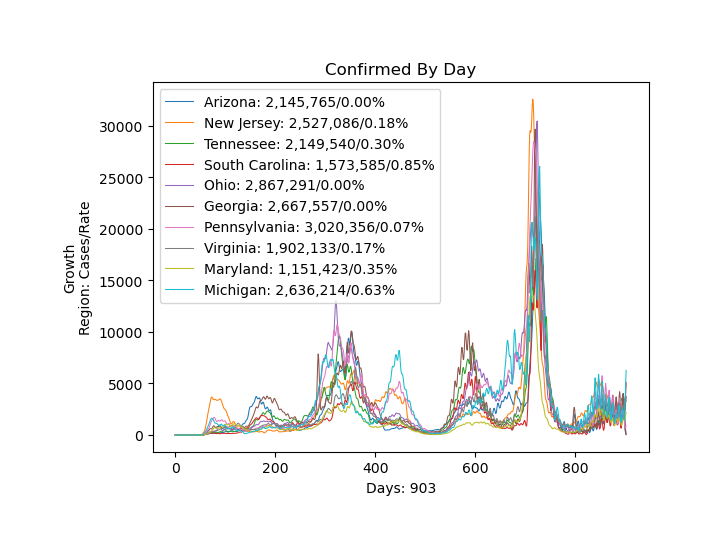 Confirmed By Day
Arizona: 2,145,765/0.00%
New Jersey: 2,527,086/0.18%
Tennessee: 2,149,540/0.30%
South Carolina: 1,573,585/0.85%
Ohio: 2,867,291/0.00%
Georgia: 2,667,557/0.00%
Pennsylvania: 3,020,356/0.07%
Virginia: 1,902,133/0.17%
Maryland: 1,151,423/0.35%
Michigan: 2,636,214/0.63%
Growth
Region: Cases/Rate
30000
25000
20000
15000
10000
5000
0
0 200 400 600 800
Days: 903